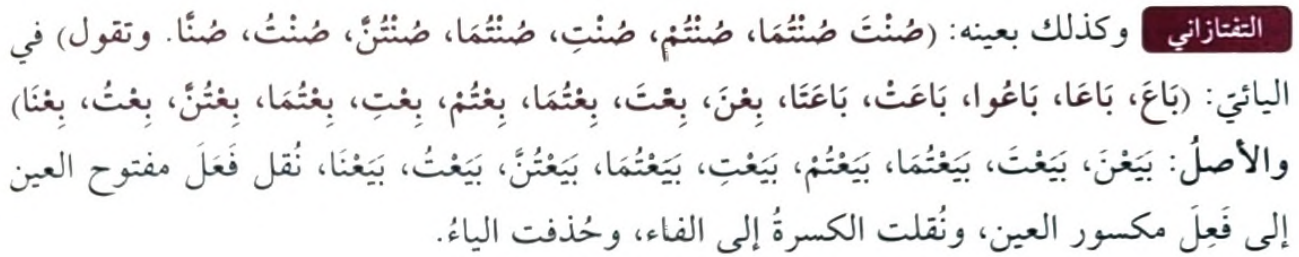 التفتازاني وكذلك بعينه: (صُنْتَ صُنْتُمَا، صُنْتُمْ، صُنْتِ، صُنْتُمَا، صُنْتُنَّ، صُنْتُ، صُنَّا. وتقول) في
اليائيّ: (بَاعَ، بَاعَا، بَاعُوا، بَاعَتْ، بَاعَتَا، بِعْنَ، بِعْتَ، بِعْتُمَا، بِعْتُمْ، بِعْتِ، بِعْتُمَا، بِعْتُنَّ، بِعْتُ، بِعْنَا)
والأصلُ: بَيَعْنَ، بَيَعْتَ، بَيَعْتُمَا، بَيَعْتُمْ، بَيَعْتِ، بَيَعْتُمَا، بَيَعْتُنَّ، بَيَعْتُ، بَيَعْنَا، نُقل فَعَلَ مفتوح العين
إلى فَعِلَ مكسور العين، ونُقلت الكسرةُ إلى الفاء، وحُذفت الياءُ.